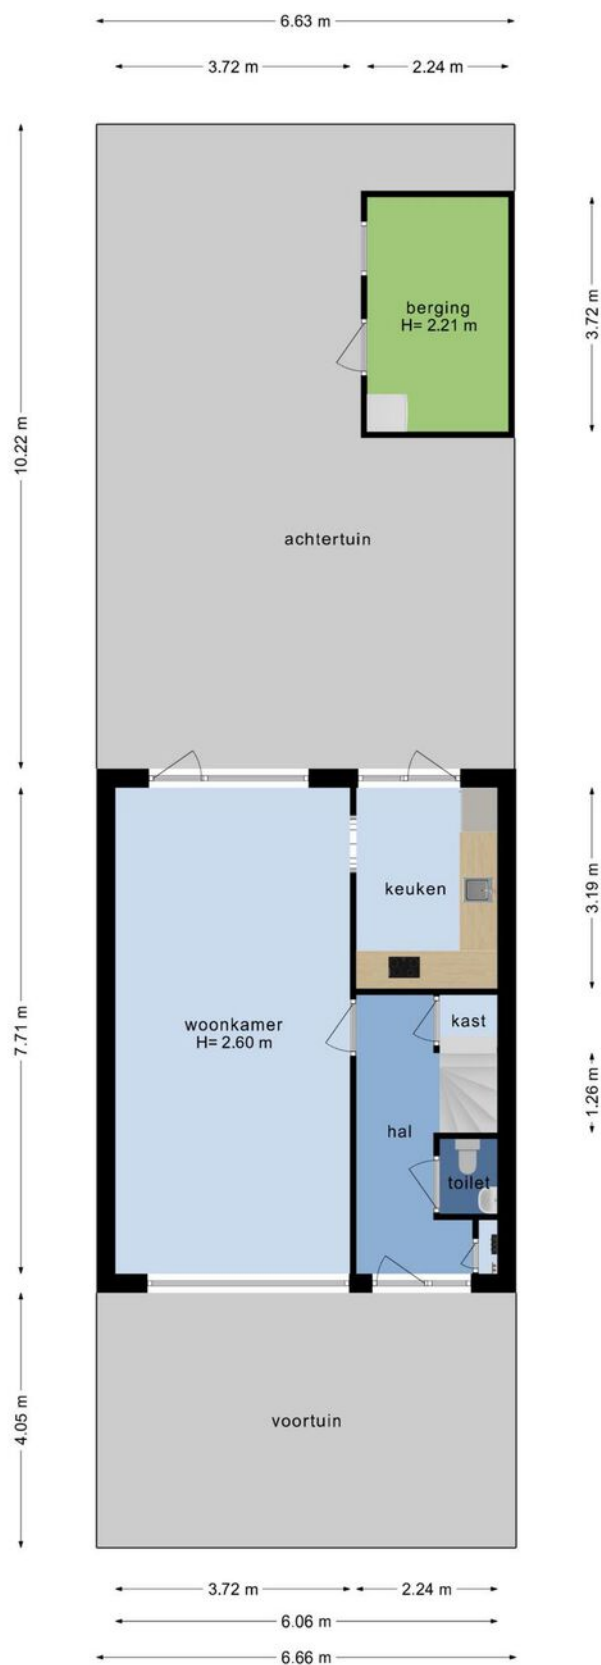 6.63 m
3.72 m
2.24 m
berging
H= 2.21 m
3.72 m
10.22 m
achtertuin
keuken
3.19 m
woonkamer
H= 2.60 m
kast
7.71 m
1.26 m
hal
toilet
voortuin
4.05 m
3.72 m
2.24 m
6.06 m
6.66 m